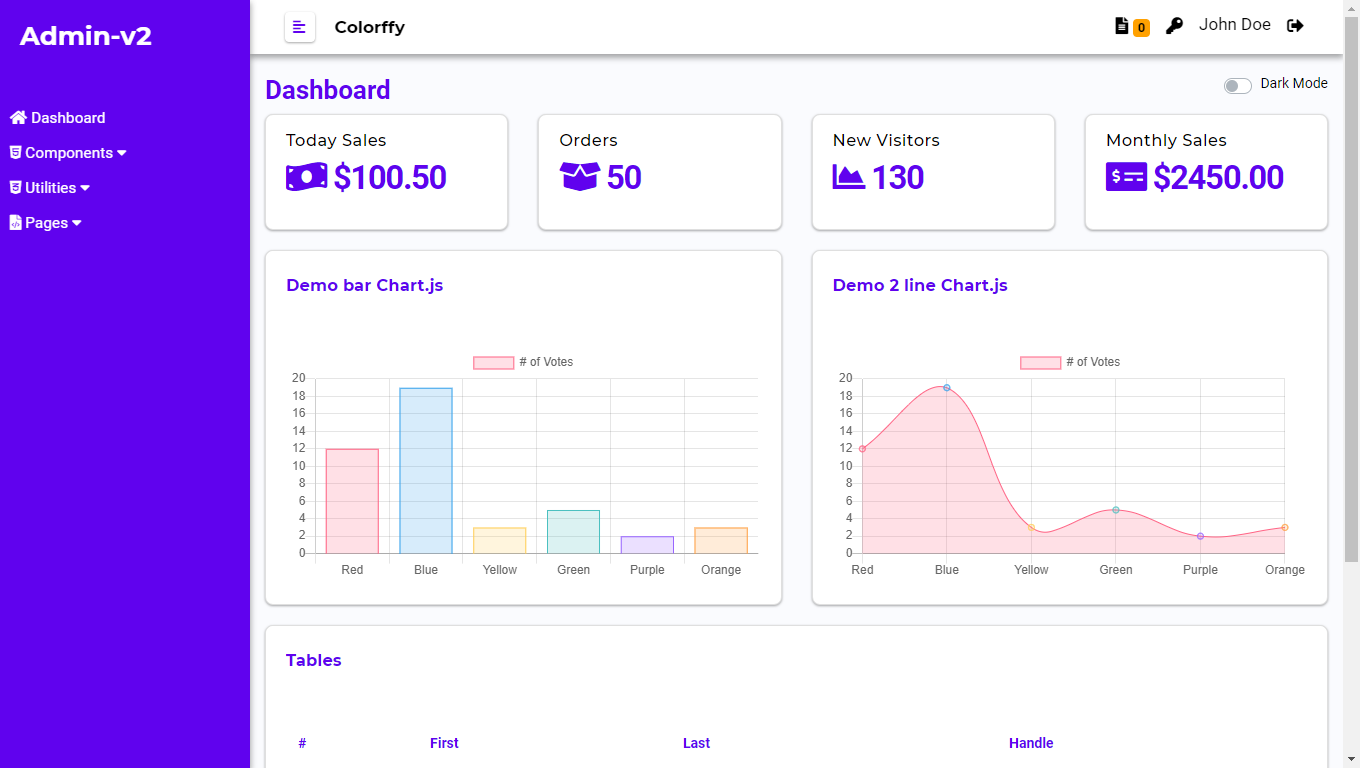 Admin-v2
Dashboard
Components
Utilities
Pages
Colorffy
0
John Doe
Dashboard
Dark Mode
Today Sales
$100.50
Orders
50
New Visitors
130
Monthly Sales
$2450.00
Demo bar Chart.js
# of Votes
20
18
16
14
12
10
8
6
4
2
0
Red Blue Yellow Green Purple Orange
Demo 2 line Chart.js
# of Votes
20
18
16
14
12
10
8
6
4
2
0
Red Blue Yellow Green Purple Orange
Tables
# First Last Handle